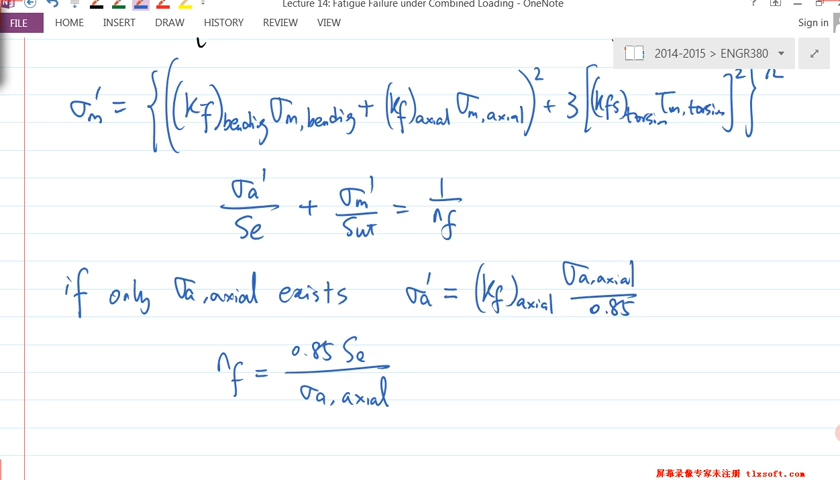 Lecture 14: Fatigue Failure under Combined Loading - OneNote
FILE HOME INSERT DRAW HISTORY REVIEW VIEW Sign in
2014-2015 > ENGR380
σm' = {((kf)bending σm, bending + (kf)axial σm, axial)^2 + 3[(kfs)torsion τm, torsion]^2}^1/2
σa'/Se + σm'/Sut = 1/nf
if only σa, axial exists σa' = (kf)axial σa, axial/0.85
nf = 0.85 Se/σa, axial
屏幕录像专家未注册 tlxsoft.com